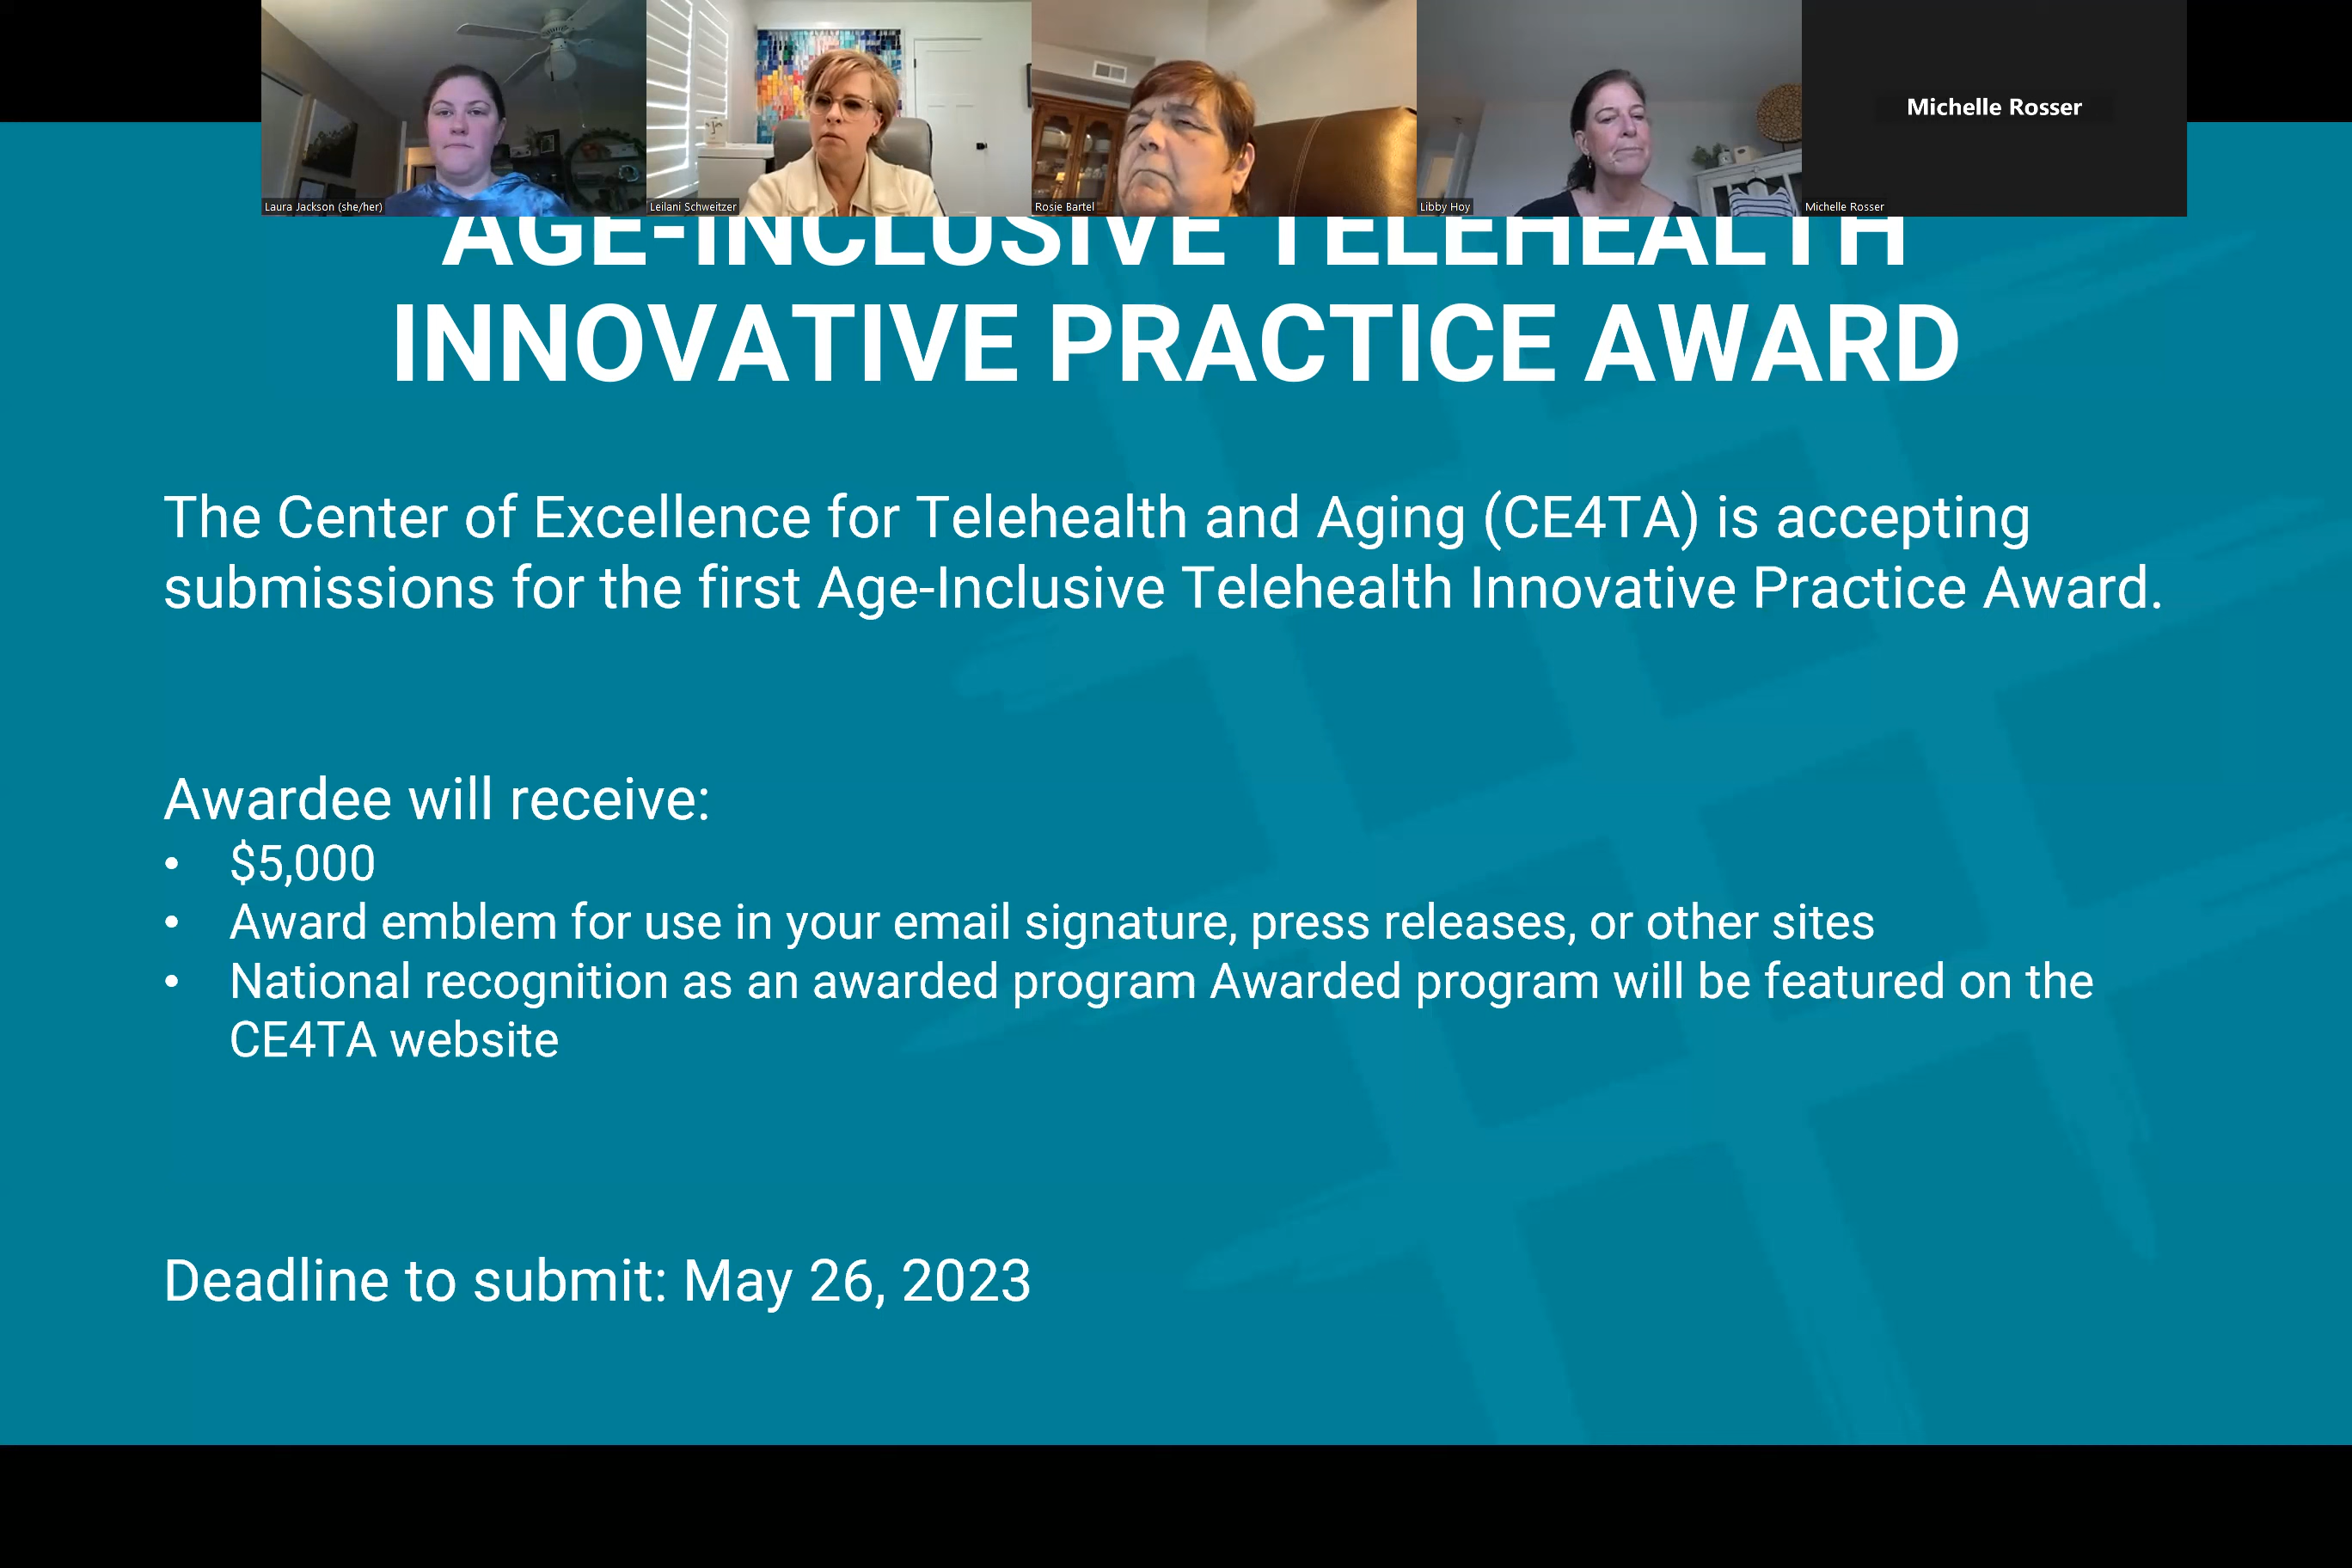 Michelle Rosser
Laura Jackson (she/her)
Leilani Schweitzer
Rosie Bartel
Libby Hoy
Michelle Rosser
AGE-INCLUSIVE TELEHEALTH
INNOVATIVE PRACTICE AWARD
The Center of Excellence for Telehealth and Aging (CE4TA) is accepting
submissions for the first Age-Inclusive Telehealth Innovative Practice Award.
Awardee will receive:
• $5,000
• Award emblem for use in your email signature, press releases, or other sites
• National recognition as an awarded program Awarded program will be featured on the
CE4TA website
Deadline to submit: May 26, 2023